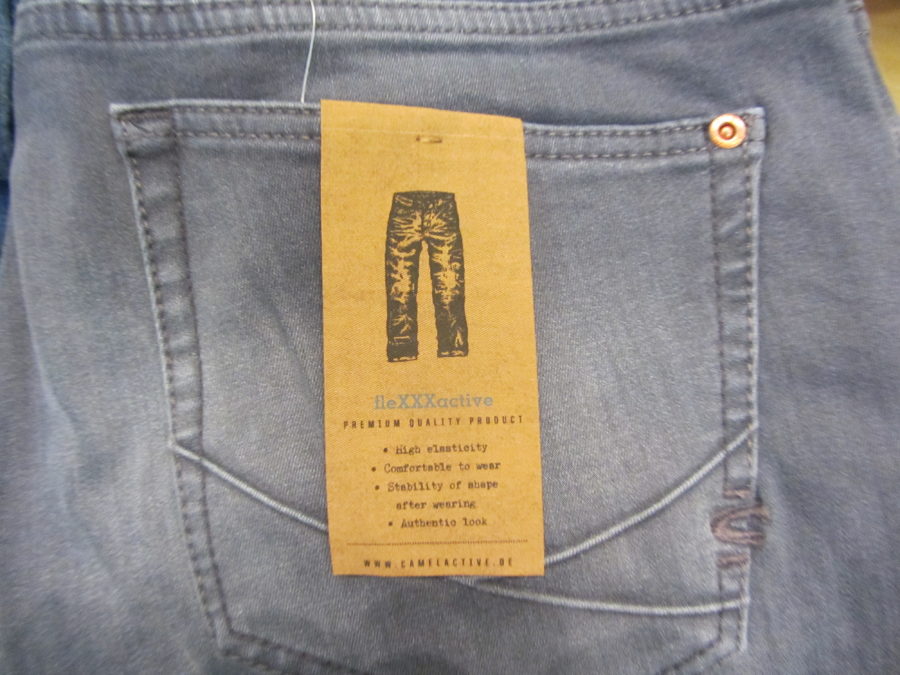 fleXXXactive
PREMIUM QUALITY PRODUCT
• High elasticity
• Comfortable to wear
• Stability of shape
after wearing
• Authentic look
WWW.CAMELACTIVE.DE